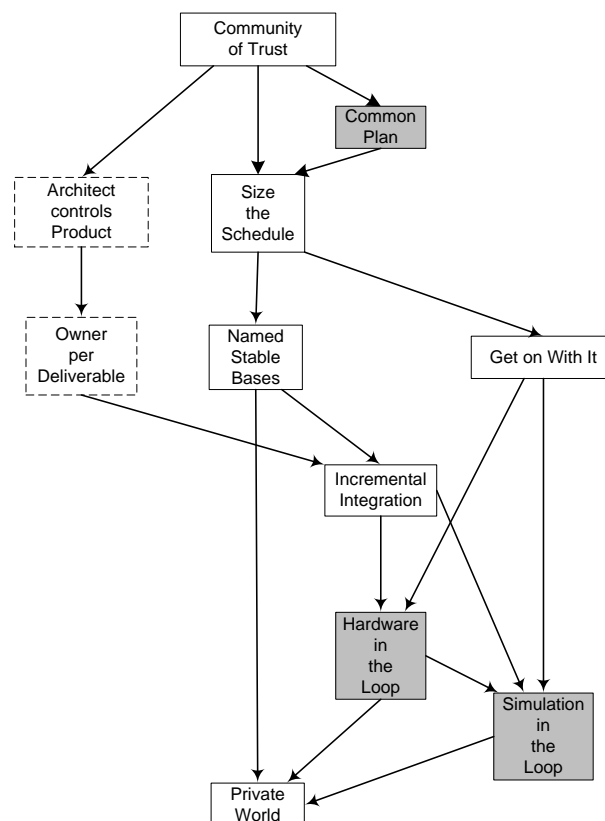 Community
of Trust
Common
Plan
Architect
controls
Product
Size
the
Schedule
Owner
per
Deliverable
Named
Stable
Bases
Get on With It
Incremental
Integration
Hardware
in
the
Loop
Simulation
in
the
Loop
Private
World